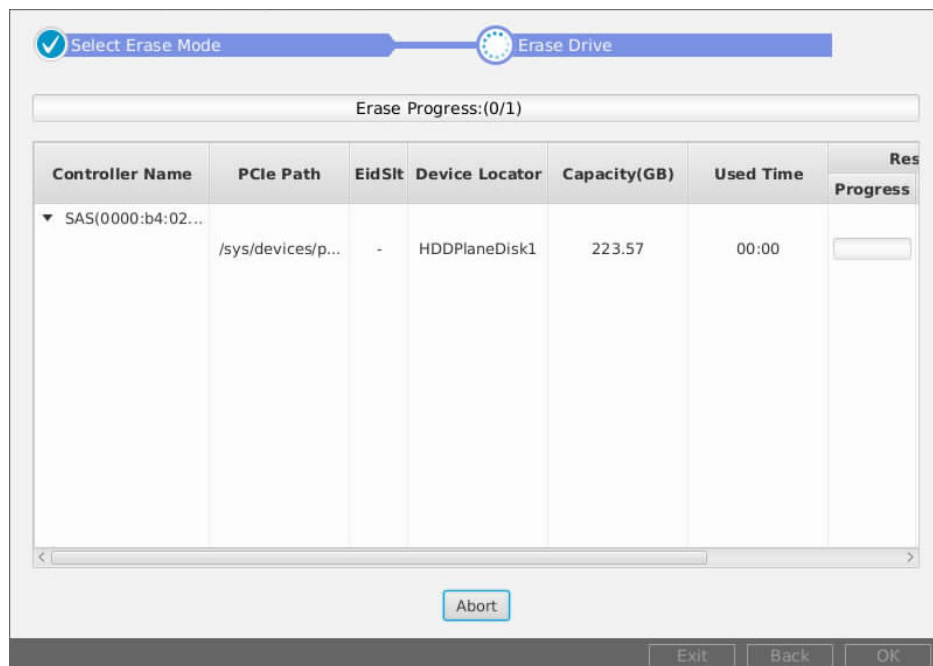 Select Erase Mode Erase Drive
Erase Progress:(0/1)
Controller Name PCIe Path EidSlt Device Locator Capacity(GB) Used Time Res
Progress
SAS(0000:b4:02...
/sys/devices/p... - HDDPlaneDisk1 223.57 00:00
Abort
Exit Back OK